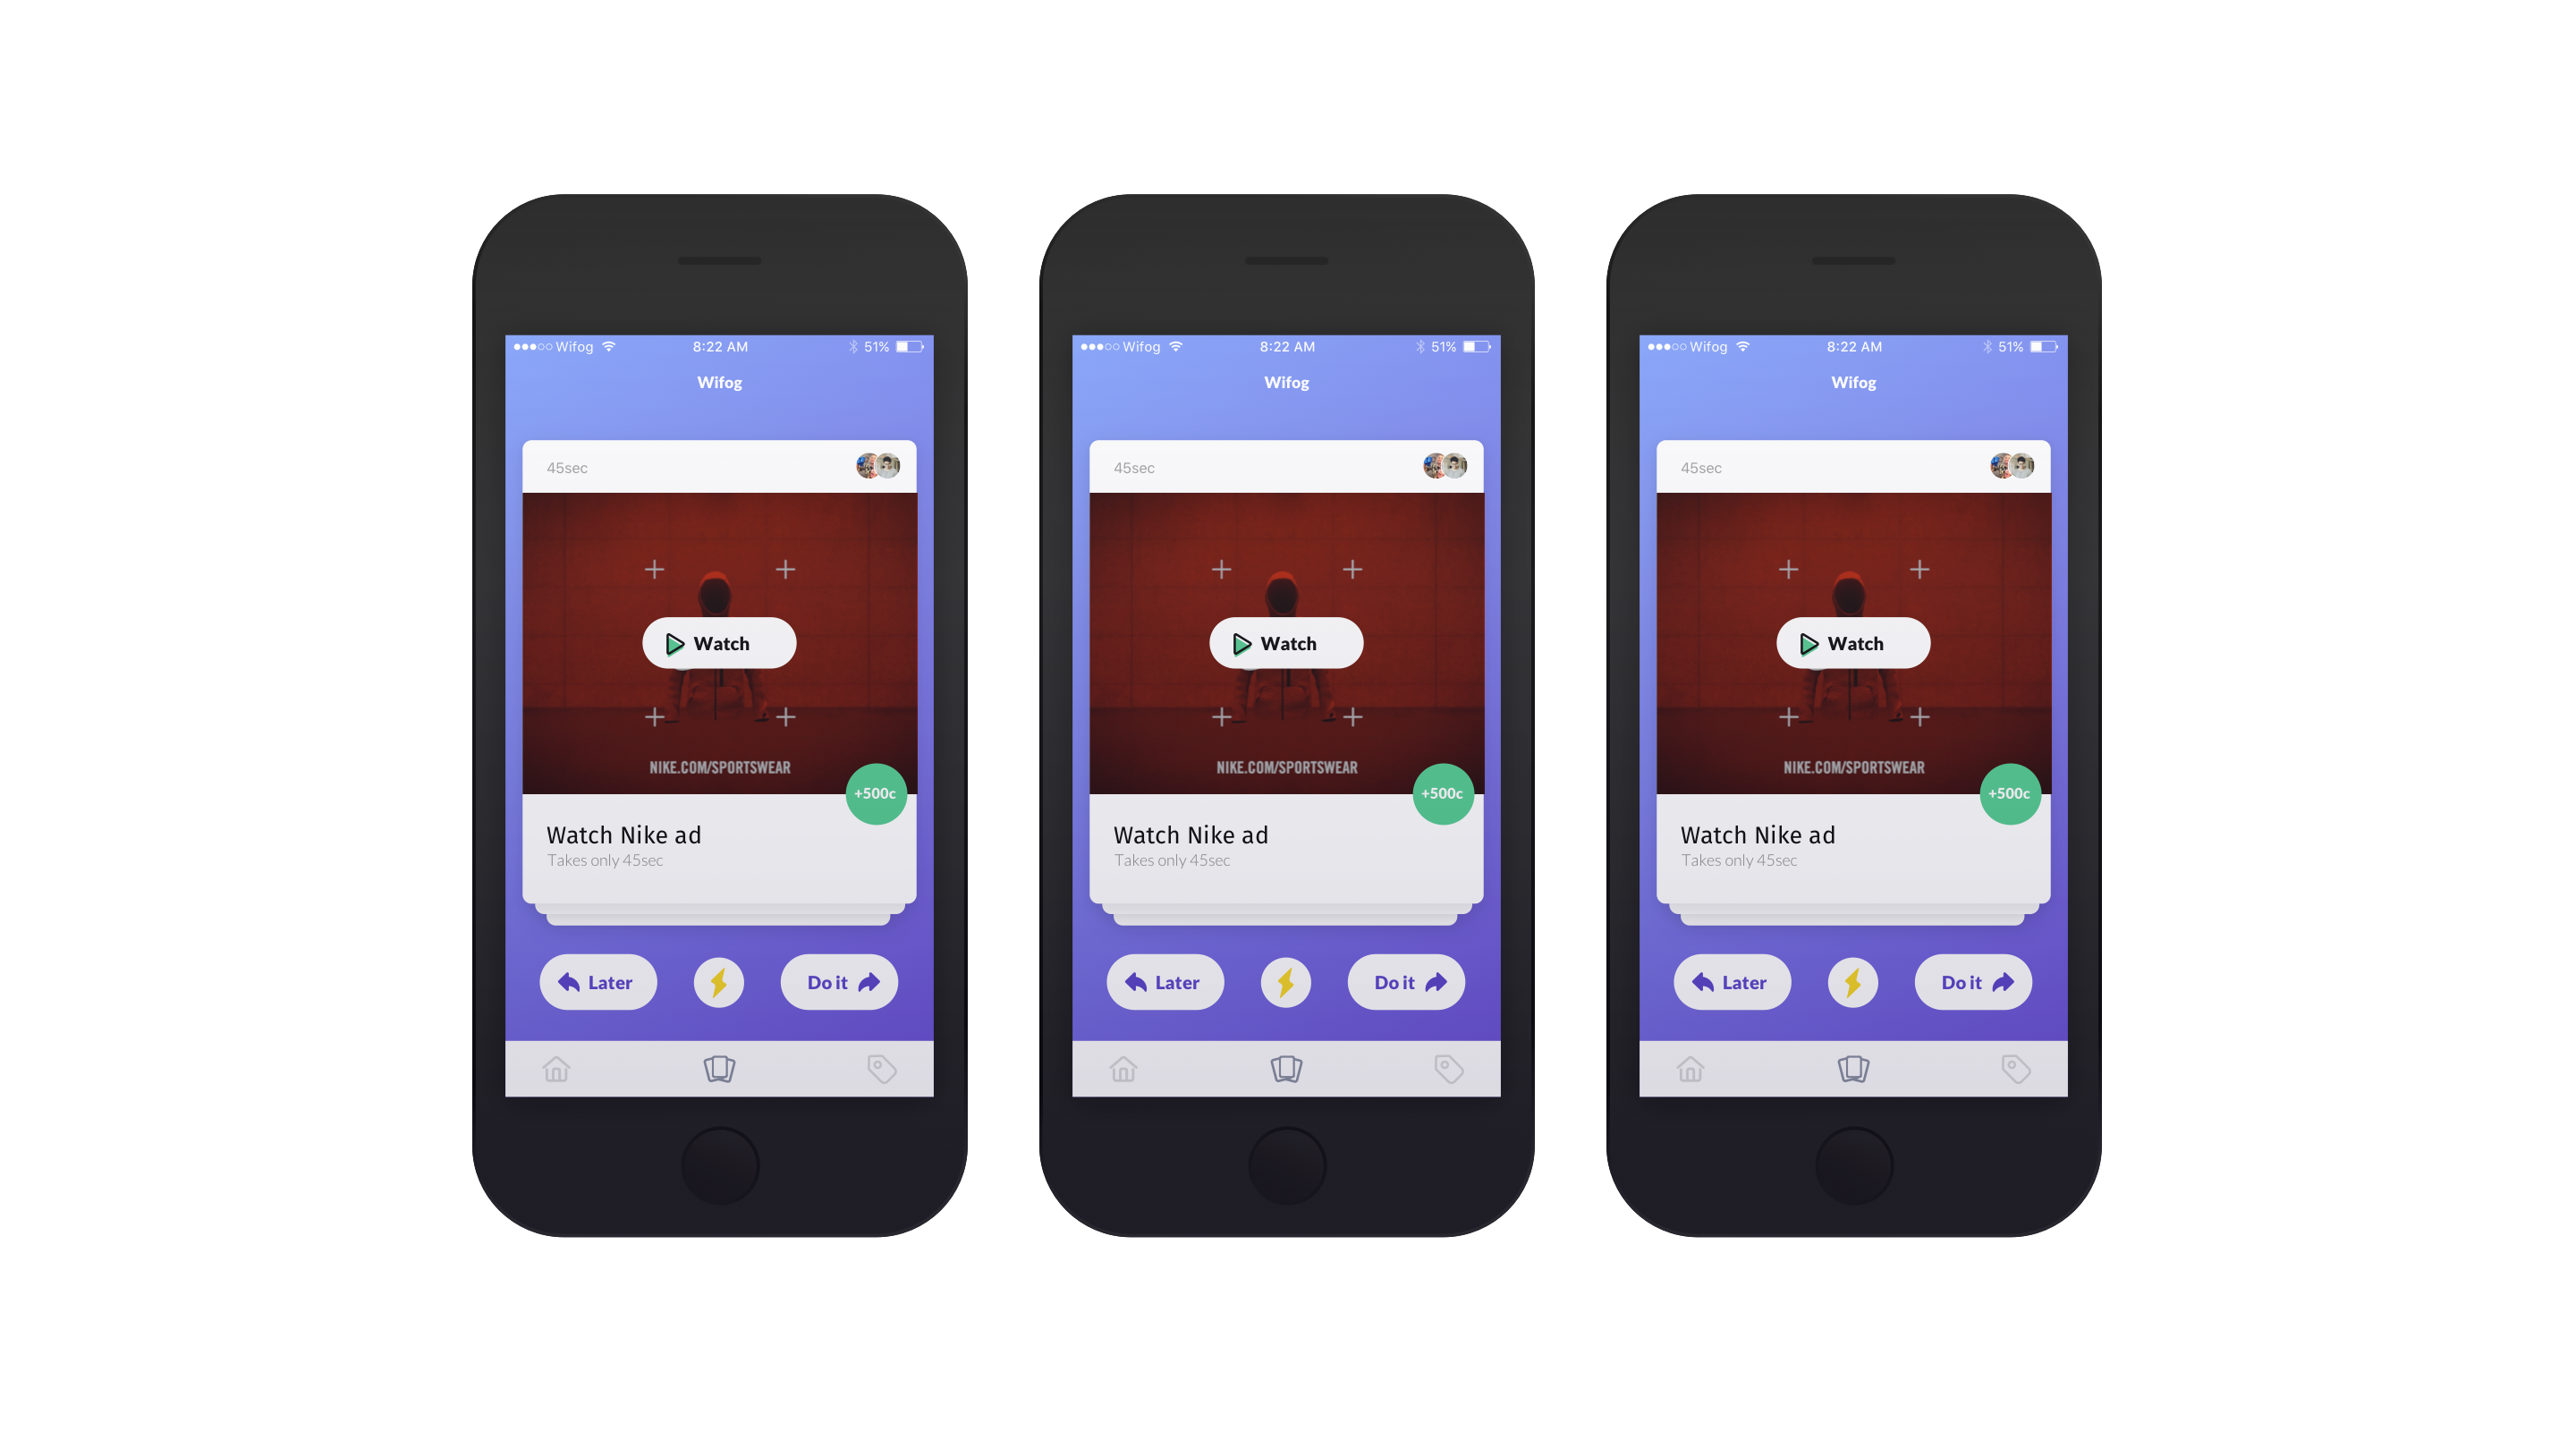 Wifog 8:22 AM 51%
Wifog
45sec
Watch
NIKE.COM/SPORTSWEAR
+500c
Watch Nike ad
Takes only 45sec
Later Do it
Wifog 8:22 AM 51%
Wifog
45sec
Watch
NIKE.COM/SPORTSWEAR
+500c
Watch Nike ad
Takes only 45sec
Later Do it
Wifog 8:22 AM 51%
Wifog
45sec
Watch
NIKE.COM/SPORTSWEAR
+500c
Watch Nike ad
Takes only 45sec
Later Do it